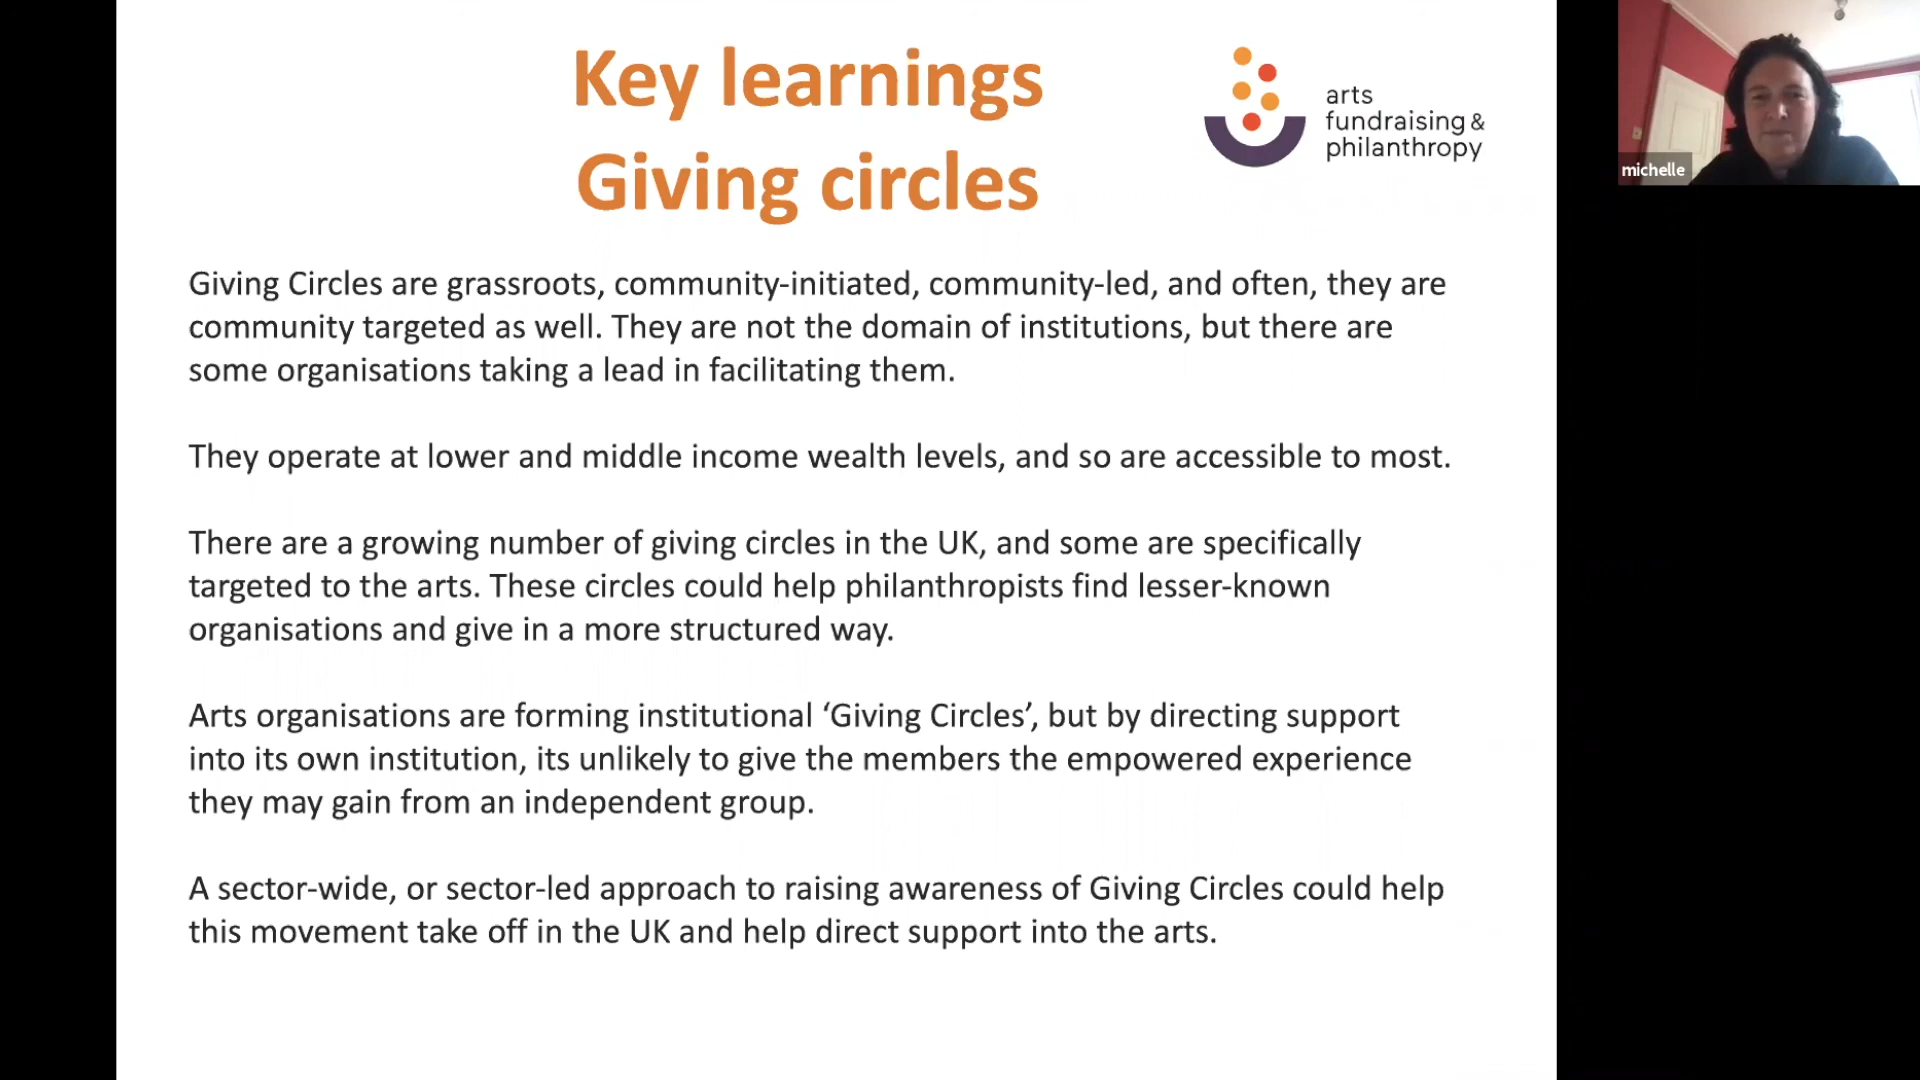 Key learnings
Giving circles
arts
fundraising &
philanthropy
michelle
Giving Circles are grassroots, community-initiated, community-led, and often, they are
community targeted as well. They are not the domain of institutions, but there are
some organisations taking a lead in facilitating them.
They operate at lower and middle income wealth levels, and so are accessible to most.
There are a growing number of giving circles in the UK, and some are specifically
targeted to the arts. These circles could help philanthropists find lesser-known
organisations and give in a more structured way.
Arts organisations are forming institutional ‘Giving Circles’, but by directing support
into its own institution, its unlikely to give the members the empowered experience
they may gain from an independent group.
A sector-wide, or sector-led approach to raising awareness of Giving Circles could help
this movement take off in the UK and help direct support into the arts.